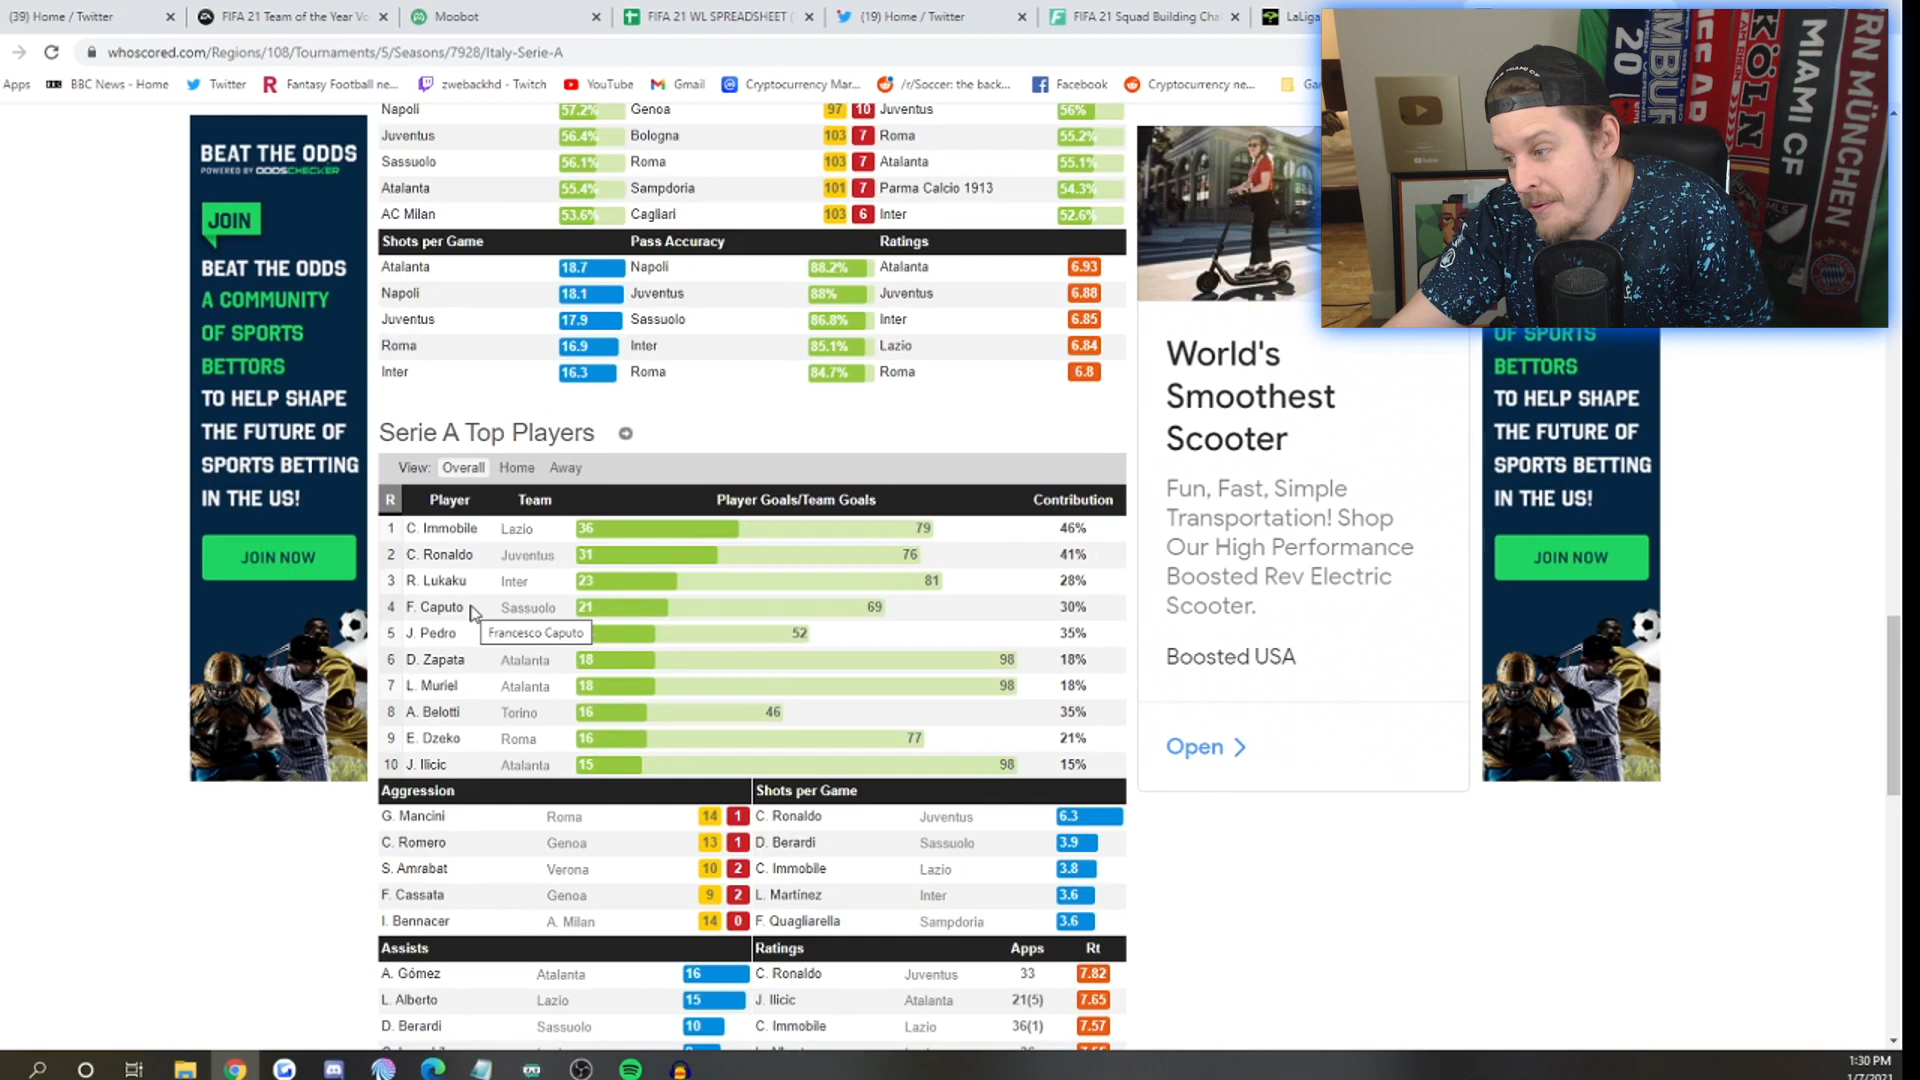 (39) Home / Twitter
FIFA 21 Team of the Year Vo
Moobot
FIFA 21 WL SPREADSHEET (
(19) Home / Twitter
FIFA 21 Squad Building Cha
LaLiga
whoscored.com/Regions/108/Tournaments/5/Seasons/7928/Italy-Serie-A
Apps
BBC News - Home
Twitter
Fantasy Football ne...
zwebackhd - Twitch
YouTube
Gmail
Cryptocurrency Mar...
/r/Soccer: the back...
Facebook
Cryptocurrency ne...
Napoli 57.2% Genoa 97 10 Juventus 56%
Juventus 56.4% Bologna 103 7 Roma 55.2%
Sassuolo 56.1% Roma 103 7 Atalanta 55.1%
Atalanta 55.4% Sampdoria 101 7 Parma Calcio 1913 54.3%
AC Milan 53.6% Cagliari 103 6 Inter 52.6%
Shots per Game Pass Accuracy Ratings
Atalanta 18.7 Napoli 88.2% Atalanta 6.93
Napoli 18.1 Juventus 88% Juventus 6.88
Juventus 17.9 Sassuolo 86.8% Inter 6.85
Roma 16.9 Inter 85.1% Lazio 6.84
Inter 16.3 Roma 84.7% Roma 6.8
Serie A Top Players
View: Overall Home Away
R Player Team Player Goals/Team Goals Contribution
1 C. Immobile Lazio 36 79 46%
2 C. Ronaldo Juventus 31 76 41%
3 R. Lukaku Inter 23 81 28%
4 F. Caputo Sassuolo 21 69 30%
5 J. Pedro 52 35%
Francesco Caputo
6 D. Zapata Atalanta 18 98 18%
7 L. Muriel Atalanta 18 98 18%
8 A. Belotti Torino 16 46 35%
9 E. Dzeko Roma 16 77 21%
10 J. Ilicic Atalanta 15 98 15%
Aggression Shots per Game
G. Mancini Roma 14 1 C. Ronaldo Juventus 6.3
C. Romero Genoa 13 1 D. Berardi Sassuolo 3.9
S. Amrabat Verona 10 2 C. Immobile Lazio 3.8
F. Cassata Genoa 9 2 L. Martínez Inter 3.6
I. Bennacer A. Milan 14 0 F. Quagliarella Sampdoria 3.6
Assists Ratings Apps Rt
A. Gómez Atalanta 16 C. Ronaldo Juventus 33 7.82
L. Alberto Lazio 15 J. Ilicic Atalanta 21(5) 7.65
D. Berardi Sassuolo 10 C. Immobile Lazio 36(1) 7.57
BEAT THE ODDS
POWERED BY ODDSCHECKER
JOIN
BEAT THE ODDS
A COMMUNITY
OF SPORTS
BETTORS
TO HELP SHAPE
THE FUTURE OF
SPORTS BETTING
IN THE US!
JOIN NOW
World's
Smoothest
Scooter
Fun, Fast, Simple
Transportation! Shop
Our High Performance
Boosted Rev Electric
Scooter.
Boosted USA
Open
OF SPORTS
BETTORS
TO HELP SHAPE
THE FUTURE OF
SPORTS BETTING
IN THE US!
JOIN NOW
20
KÖLN
MLS
MIAMI CF
RN MÜNCHEN
1:30 PM
1/7/2021